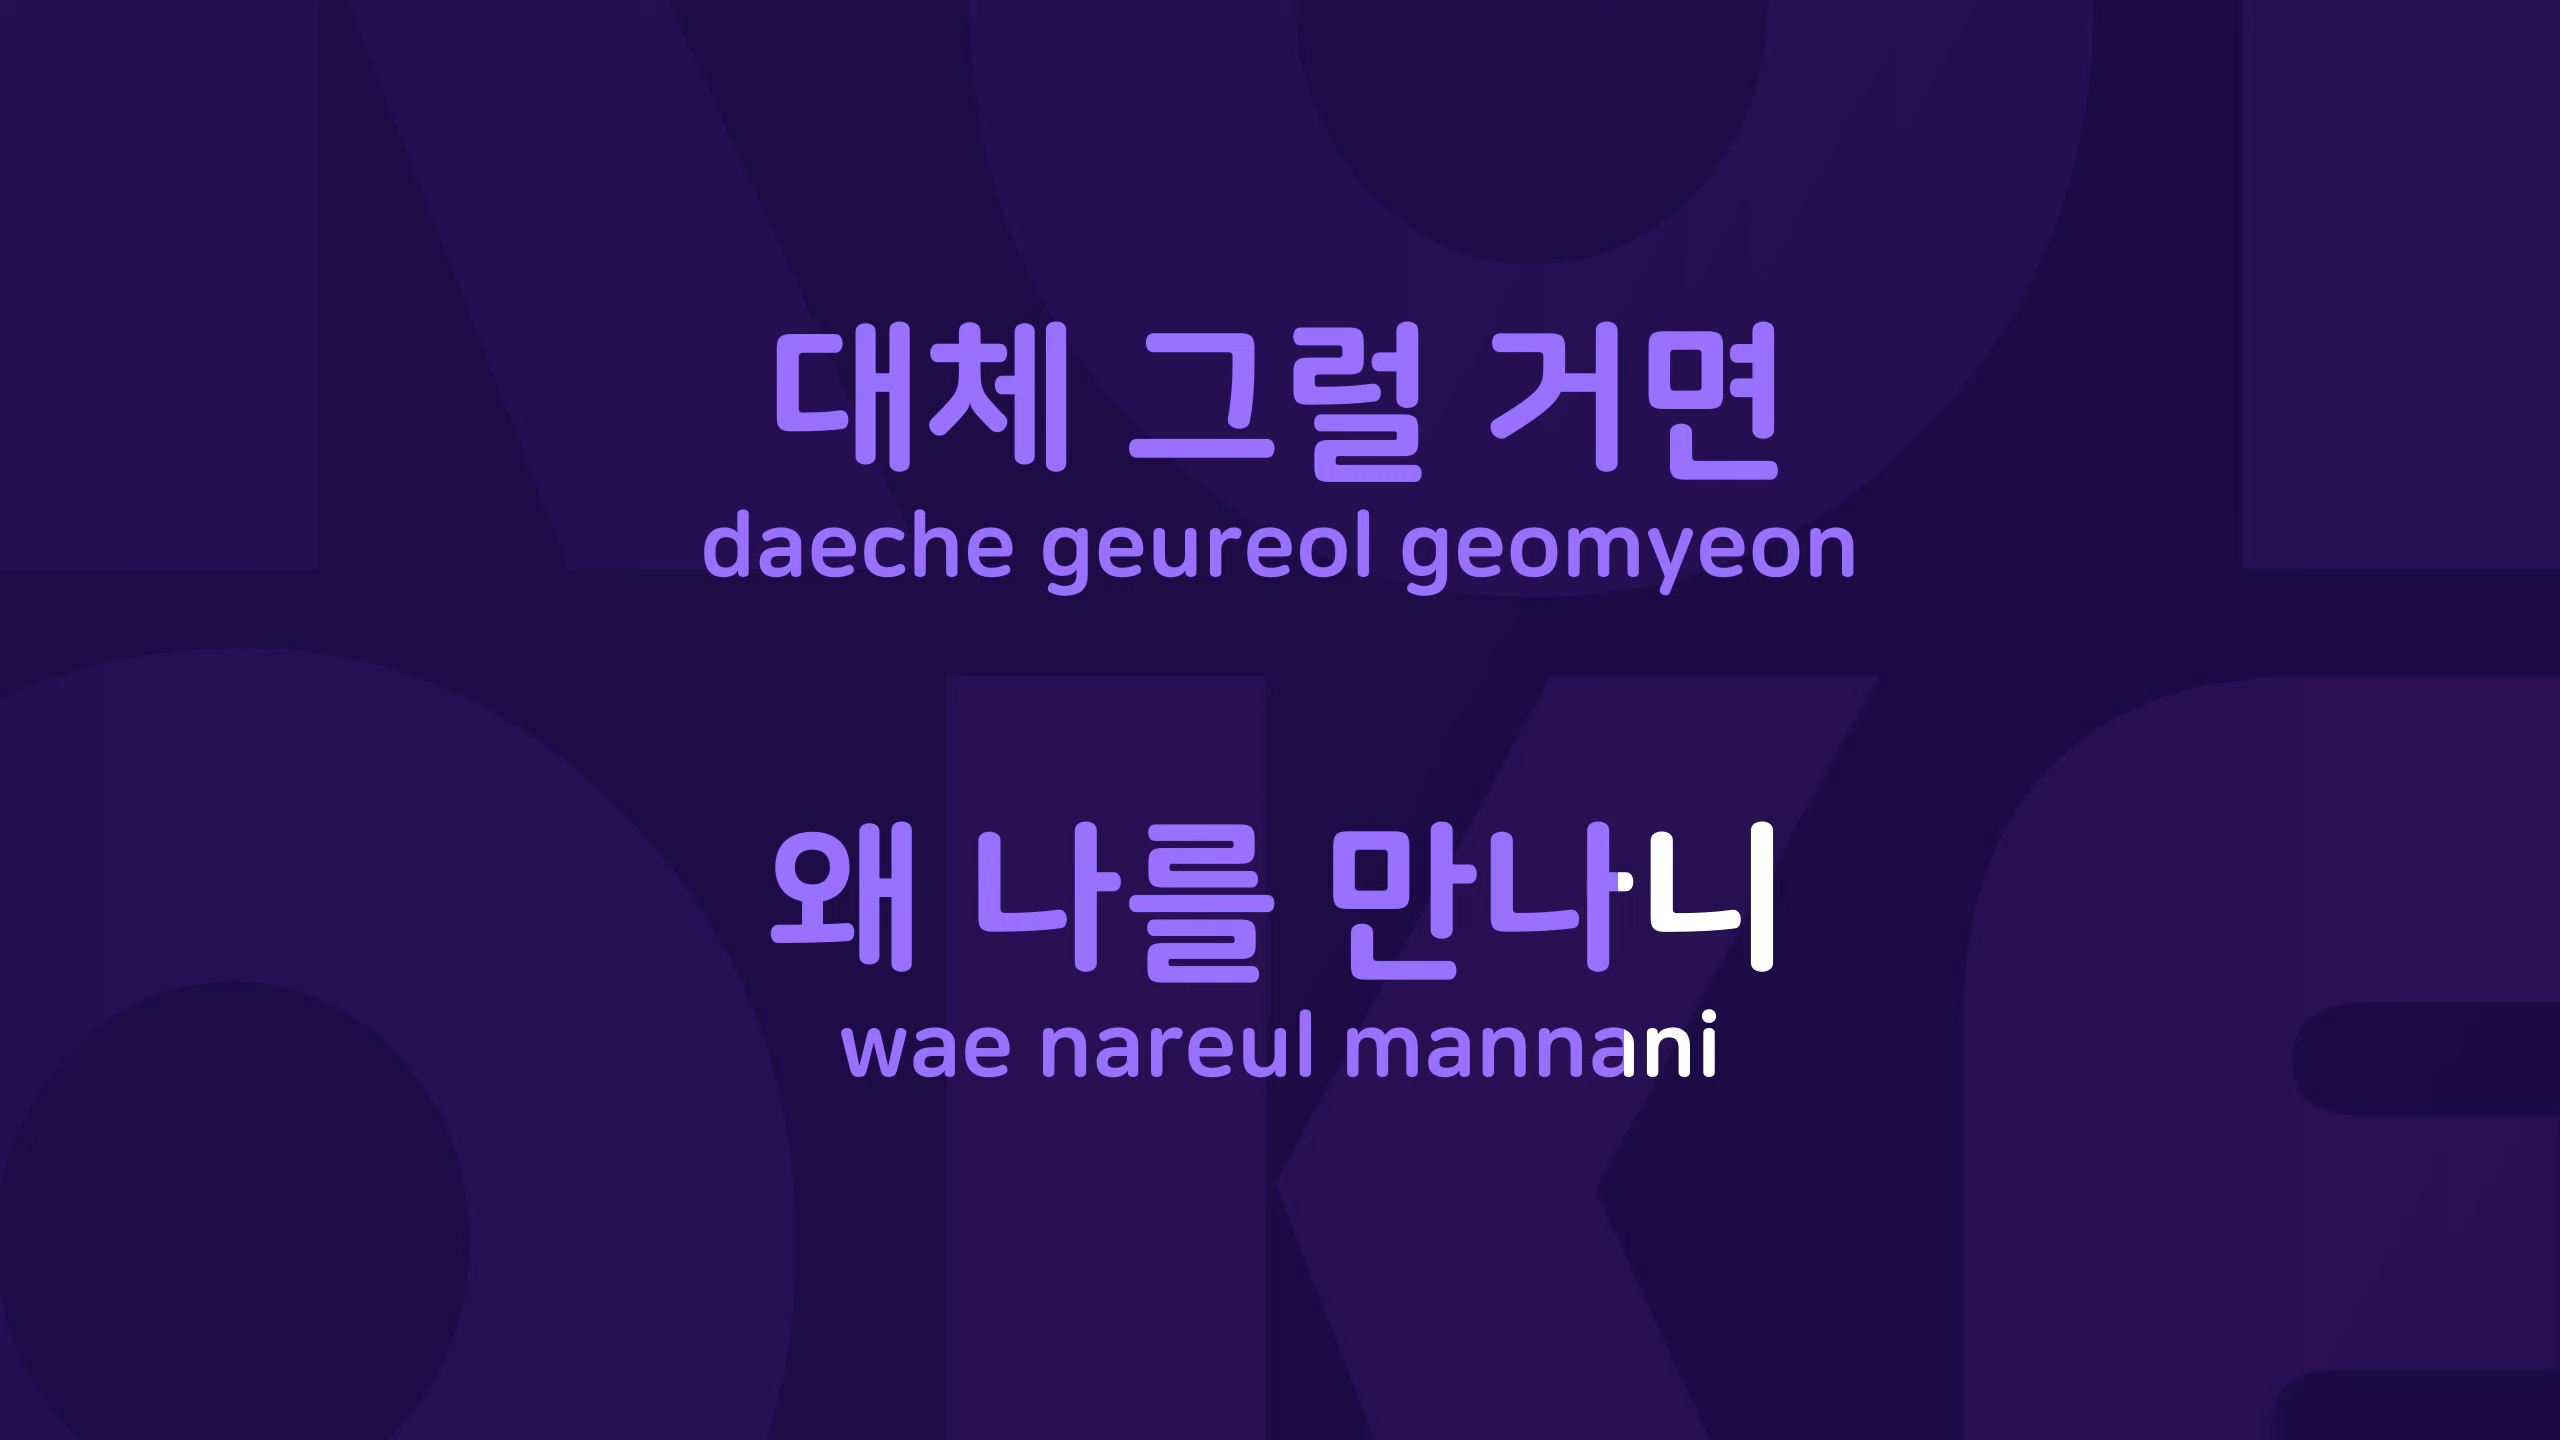 대체 그럴 거면
daeche geureol geomyeon
왜 나를 만나니
wae nareul mannani